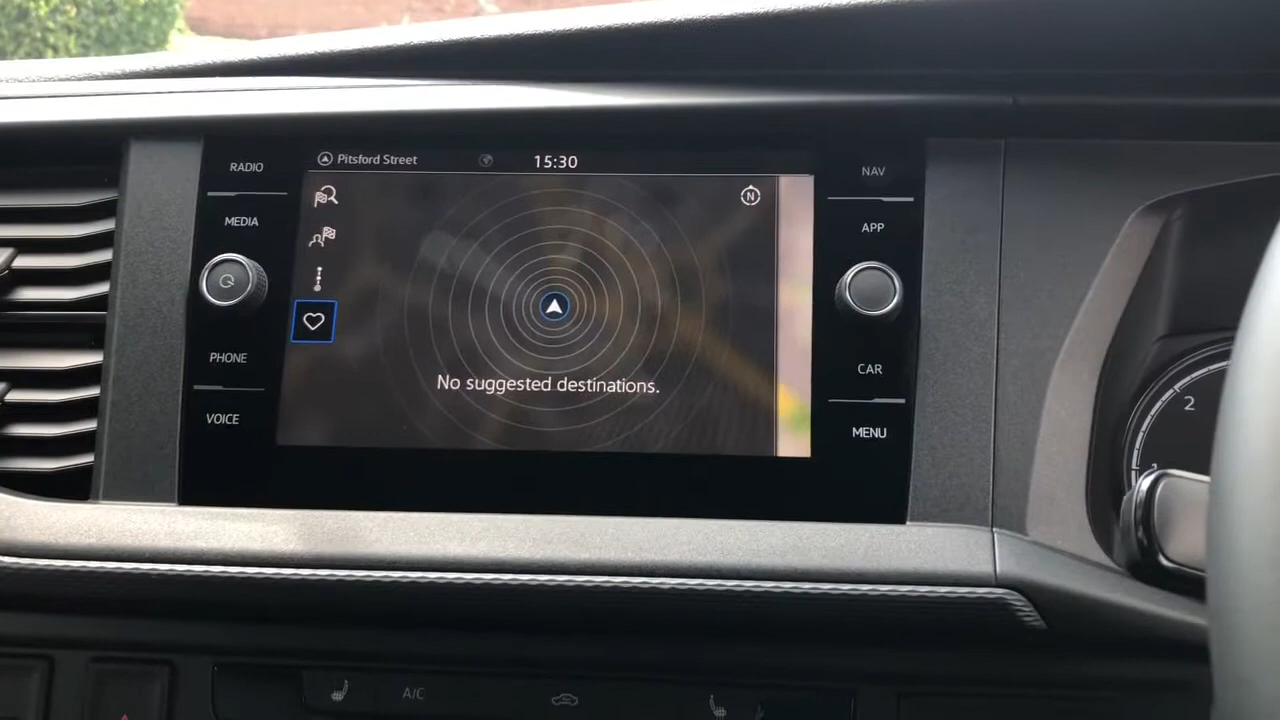 Pitsford Street
15:30
N
RADIO
MEDIA
PHONE
VOICE
NAV
APP
CAR
MENU
No suggested destinations.
2
A/C